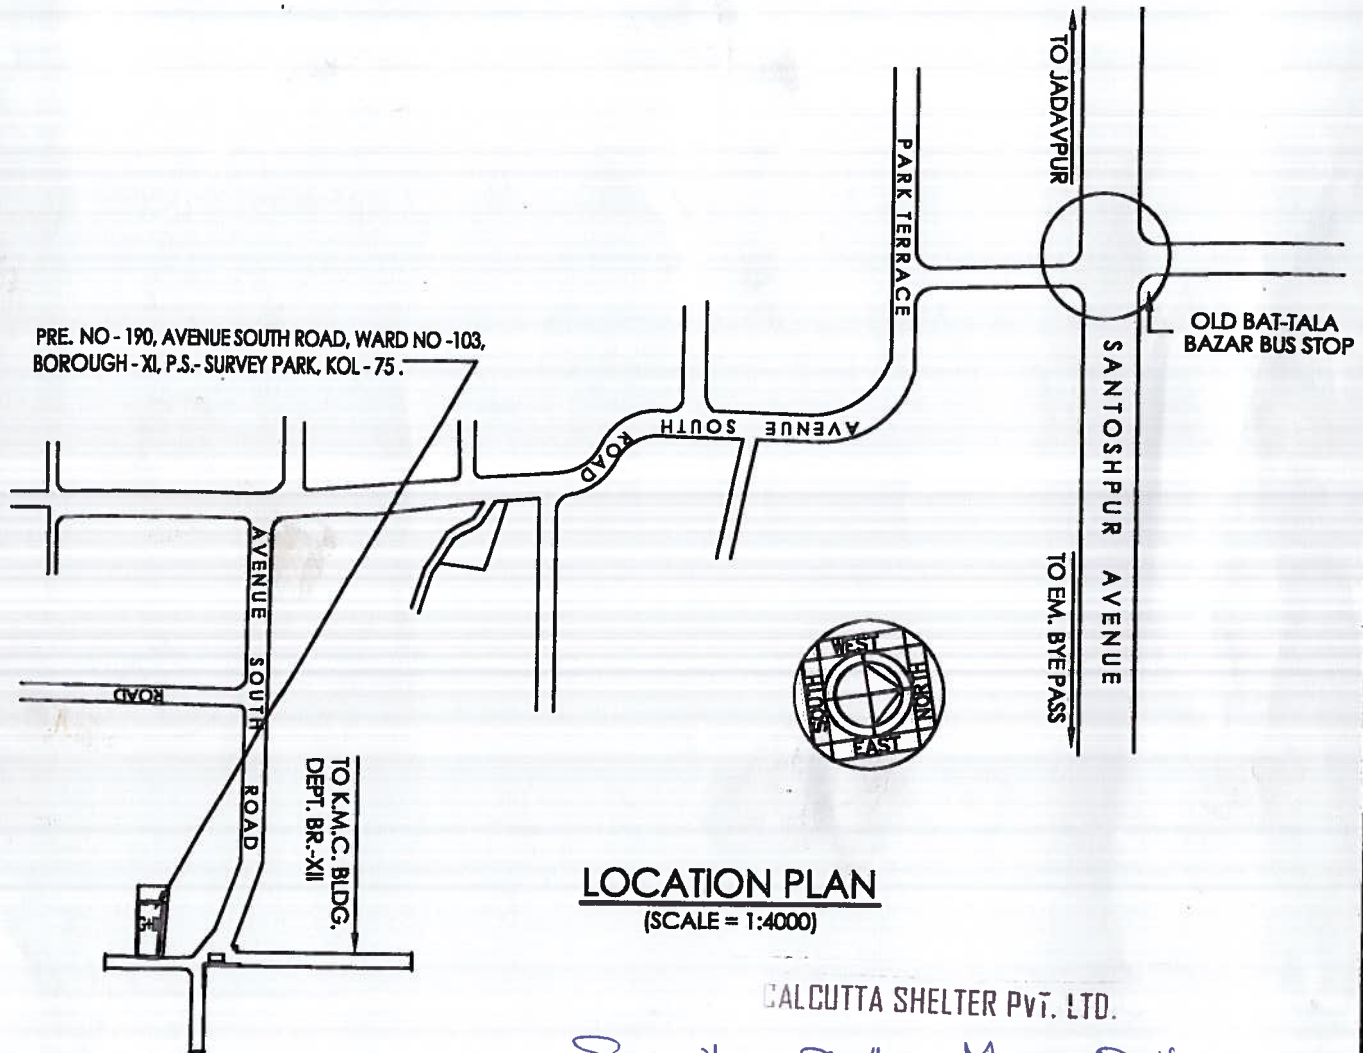 TO JADAVPUR
PARK TERRACE
OLD BAT-TALA
BAZAR BUS STOP
PRE. NO - 190, AVENUE SOUTH ROAD, WARD NO -103,
BOROUGH - XI, P.S.- SURVEY PARK, KOL - 75.
SANTOSHPUR AVENUE
AVENUE SOUTH ROAD
AVENUE SOUTH ROAD
TO EM. BYEPASS
WEST
NORTH
SOUTH
EAST
ROAD
TO K.M.C. BLDG.
DEPT. BR.-XII
LOCATION PLAN
(SCALE = 1:4000)
CALCUTTA SHELTER PVT. LTD.